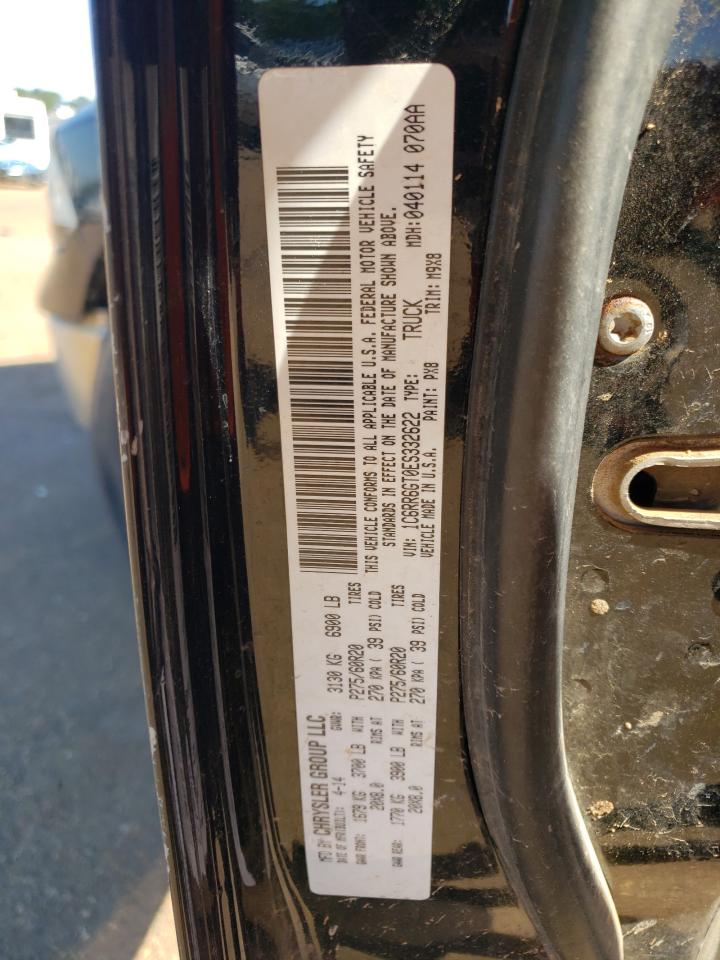 MFD BY: CHRYSLER GROUP LLC
DATE OF MFR(BUILT): 4-14 GVWR: 3130 KG 6900 LB
GAWR FRONT: 1679 KG 3700 LB WITH P275/60R20 TIRES
20X8.0 RIMS AT 270 KPA ( 39 PSI) COLD
GAWR REAR: 1770 KG 3900 LB WITH P275/60R20 TIRES
20X8.0 RIMS AT 270 KPA ( 39 PSI) COLD
THIS VEHICLE CONFORMS TO ALL APPLICABLE U.S.A. FEDERAL MOTOR VEHICLE SAFETY
STANDARDS IN EFFECT ON THE DATE OF MANUFACTURE SHOWN ABOVE.
VIN: 1C6RR6GT0ES332622 TYPE: TRUCK MDH: 040114 070AA
VEHICLE MADE IN U.S.A. PAINT: PX8 TRIM: M9X8